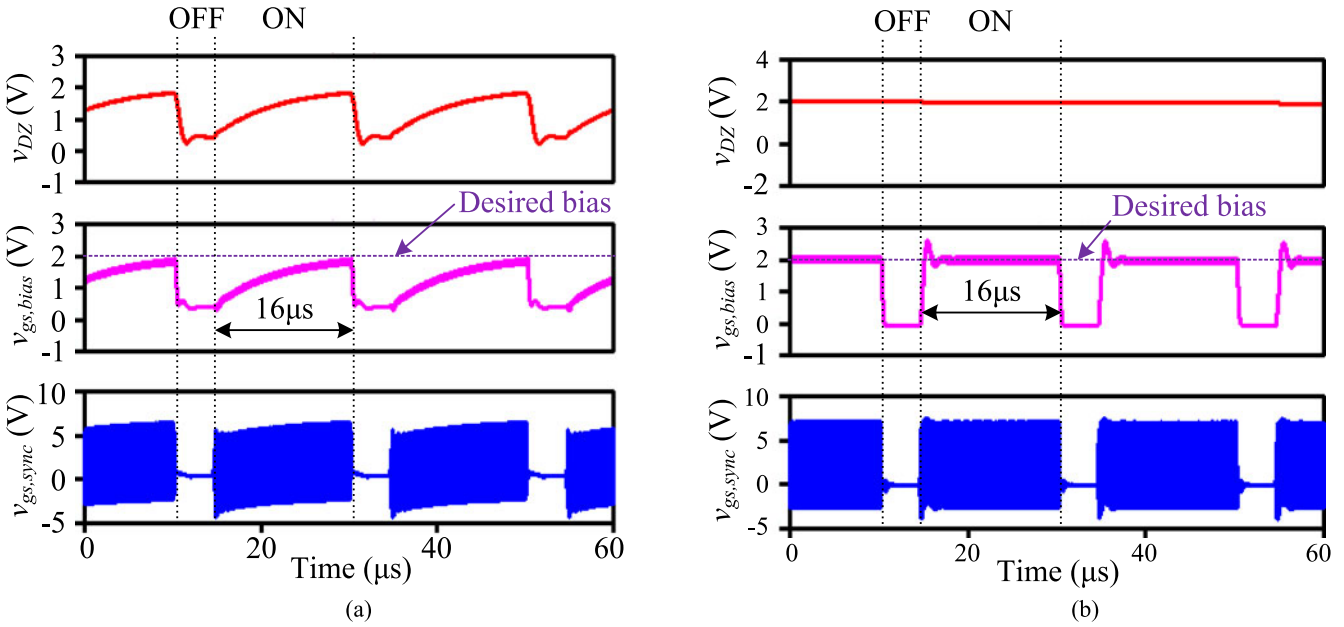 OFF ON
3
2
1
0
-1
v_DZ (V)
Desired bias
3
2
1
0
-1
v_gs,bias (V)
16μs
10
5
0
-5
v_gs,sync (V)
0 20 40 60
Time (μs)
(a)
OFF ON
4
2
0
-2
v_DZ (V)
Desired bias
3
2
1
0
-1
v_gs,bias (V)
16μs
10
5
0
-5
v_gs,sync (V)
0 20 40 60
Time (μs)
(b)